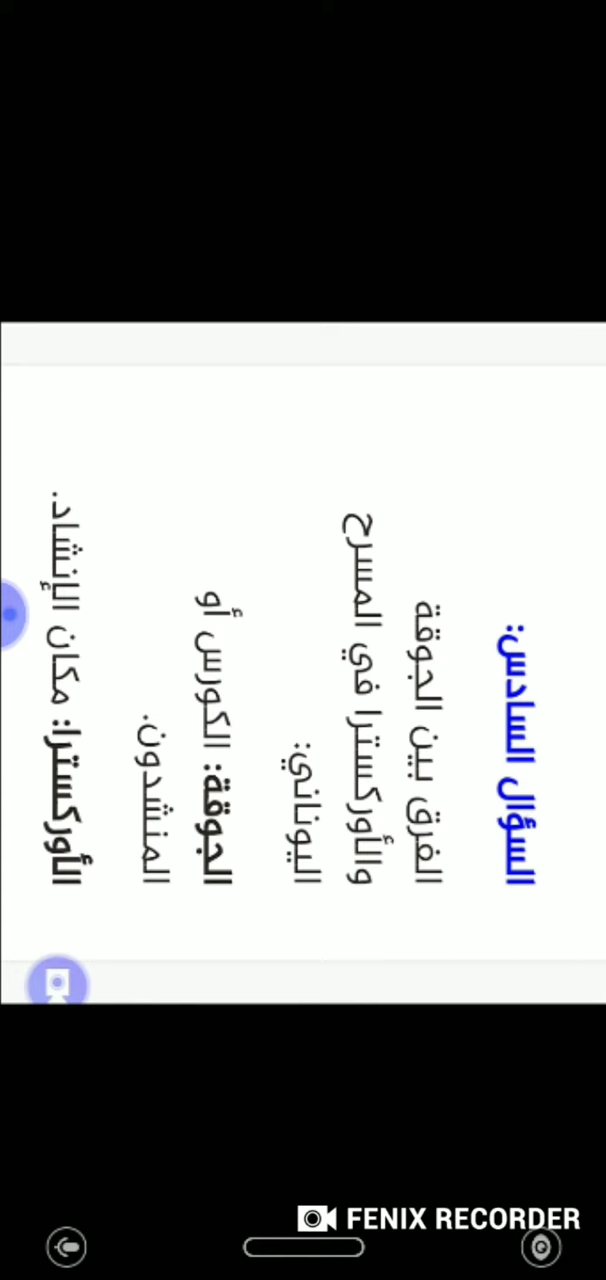 السؤال السادس:
الفرق بين الجوقة
والأوركسترا في المسرح
اليوناني:
الجوقة: الكورس أو
المنشدون.
الأوركسترا: مكان الإنشاد.
FENIX RECORDER